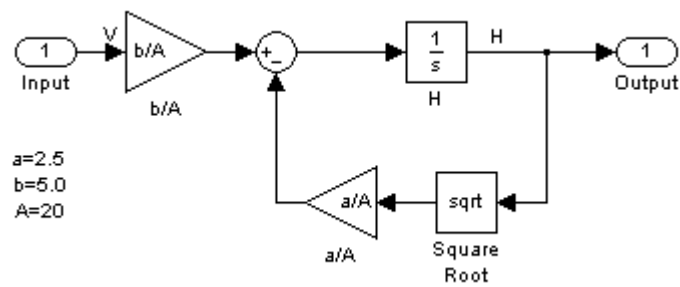 1
Input
V
b/A
b/A
+
−
1
s
H
H
1
Output
a=2.5
b=5.0
A=20
a/A
a/A
sqrt
Square
Root